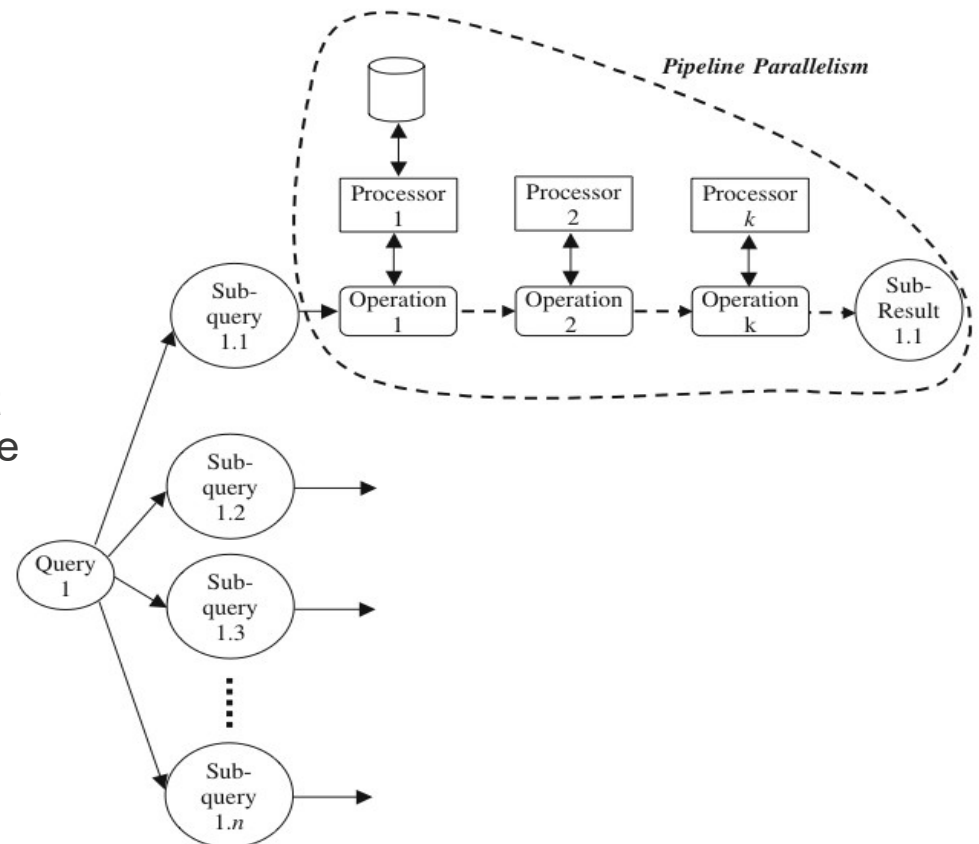 Pipeline Parallelism
Processor
1
Processor
2
Processor
k
Sub-
query
1.1
Operation
1
Operation
2
Operation
k
Sub-
Result
1.1
e
Sub-
query
1.2
Query
1
Sub-
query
1.3
Sub-
query
1.n